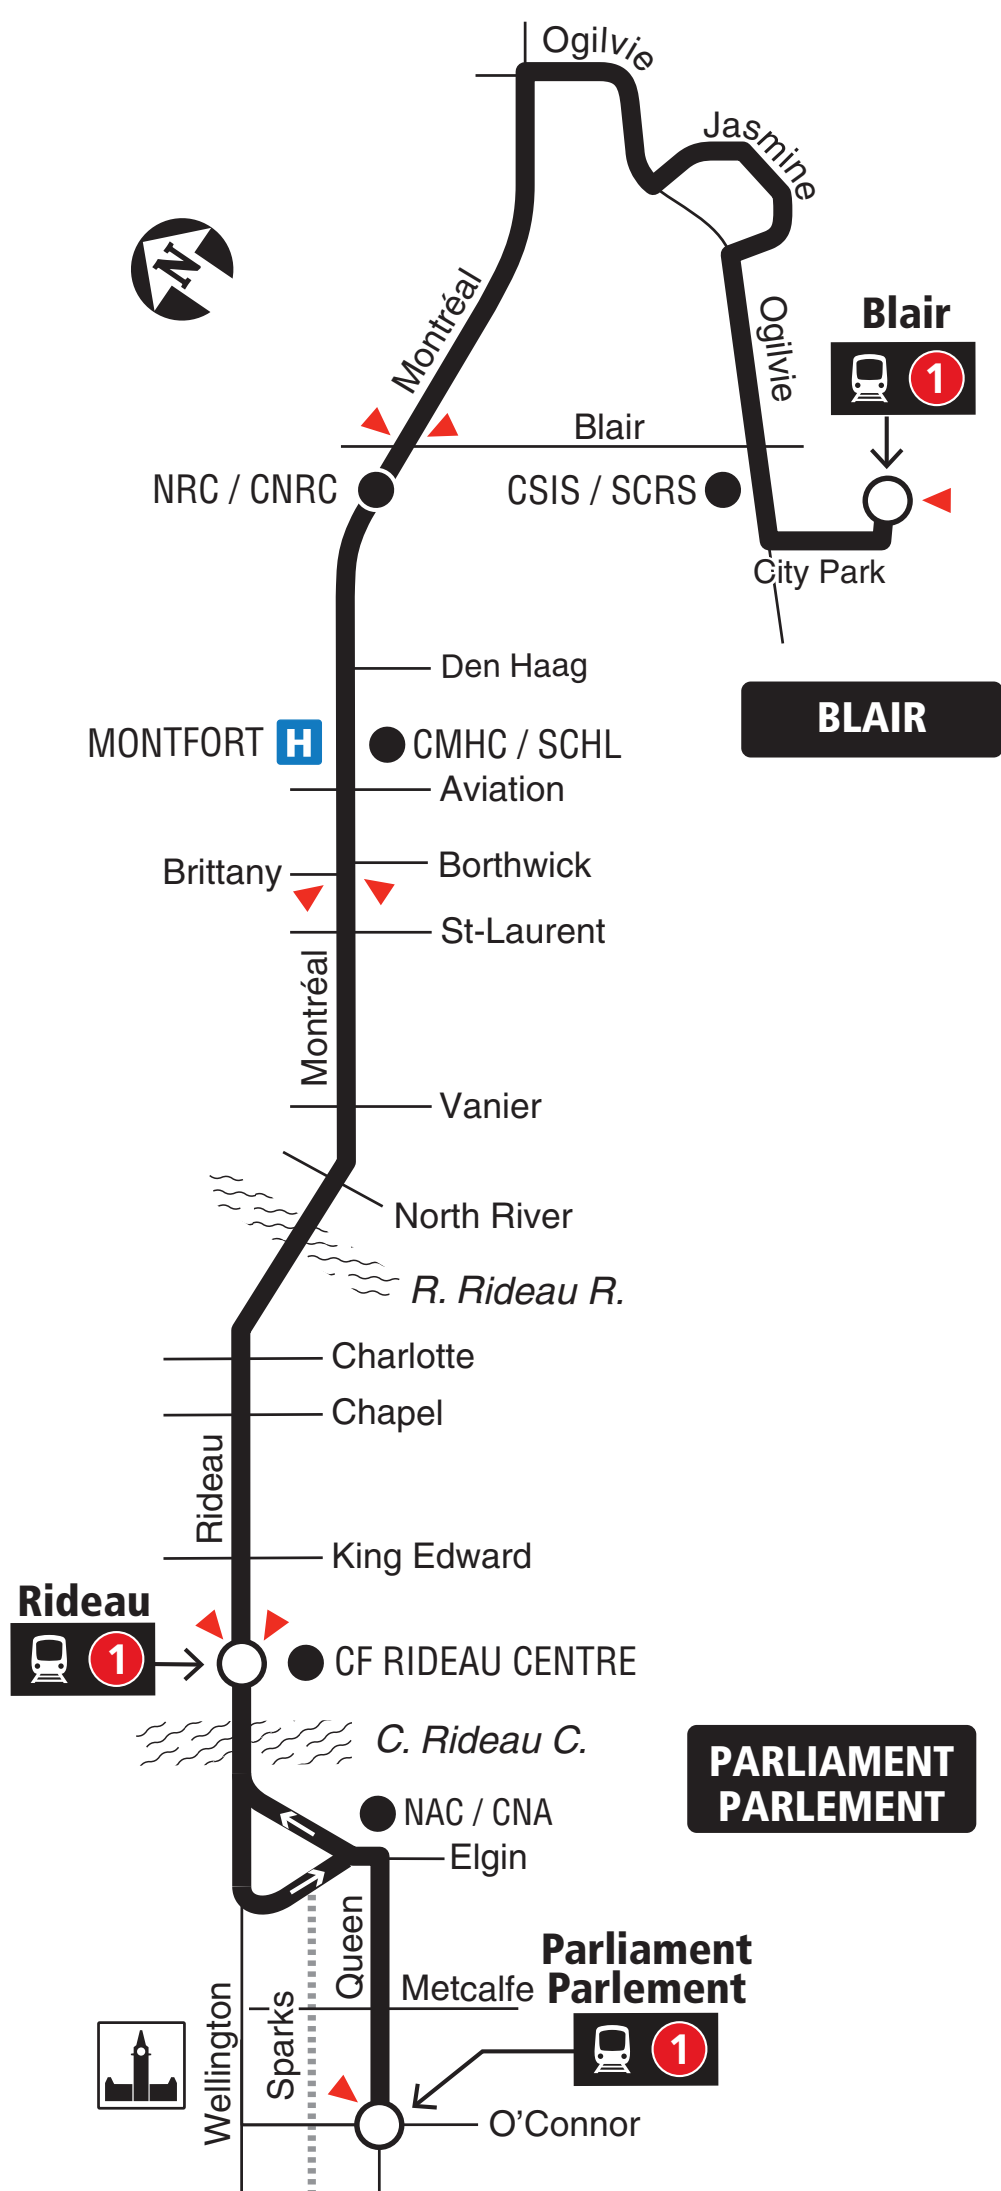 Ogilvie
Jasmine
N
Montréal
Ogilvie
Blair
1
Blair
NRC / CNRC
CSIS / SCRS
City Park
Den Haag
BLAIR
MONTFORT H
CMHC / SCHL
Aviation
Borthwick
Brittany
St-Laurent
Montréal
Vanier
North River
R. Rideau R.
Charlotte
Chapel
Rideau
King Edward
Rideau
1
CF RIDEAU CENTRE
C. Rideau C.
PARLIAMENT
PARLEMENT
NAC / CNA
Elgin
Queen
Parliament
Parlement
1
Metcalfe
Wellington
Sparks
O'Connor